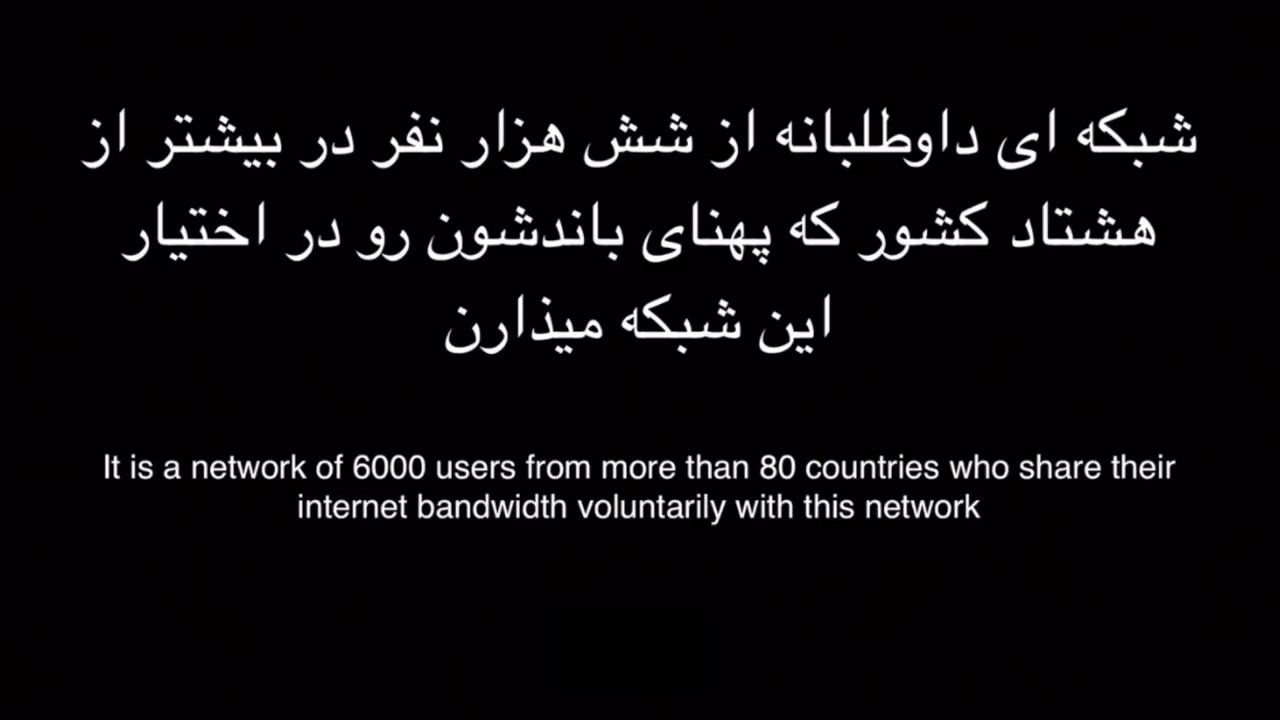 شبکه ای داوطلبانه از شش هزار نفر در بیشتر از
هشتاد کشور که پهنای باندشون رو در اختیار
این شبکه میذارن
It is a network of 6000 users from more than 80 countries who share their
internet bandwidth voluntarily with this network